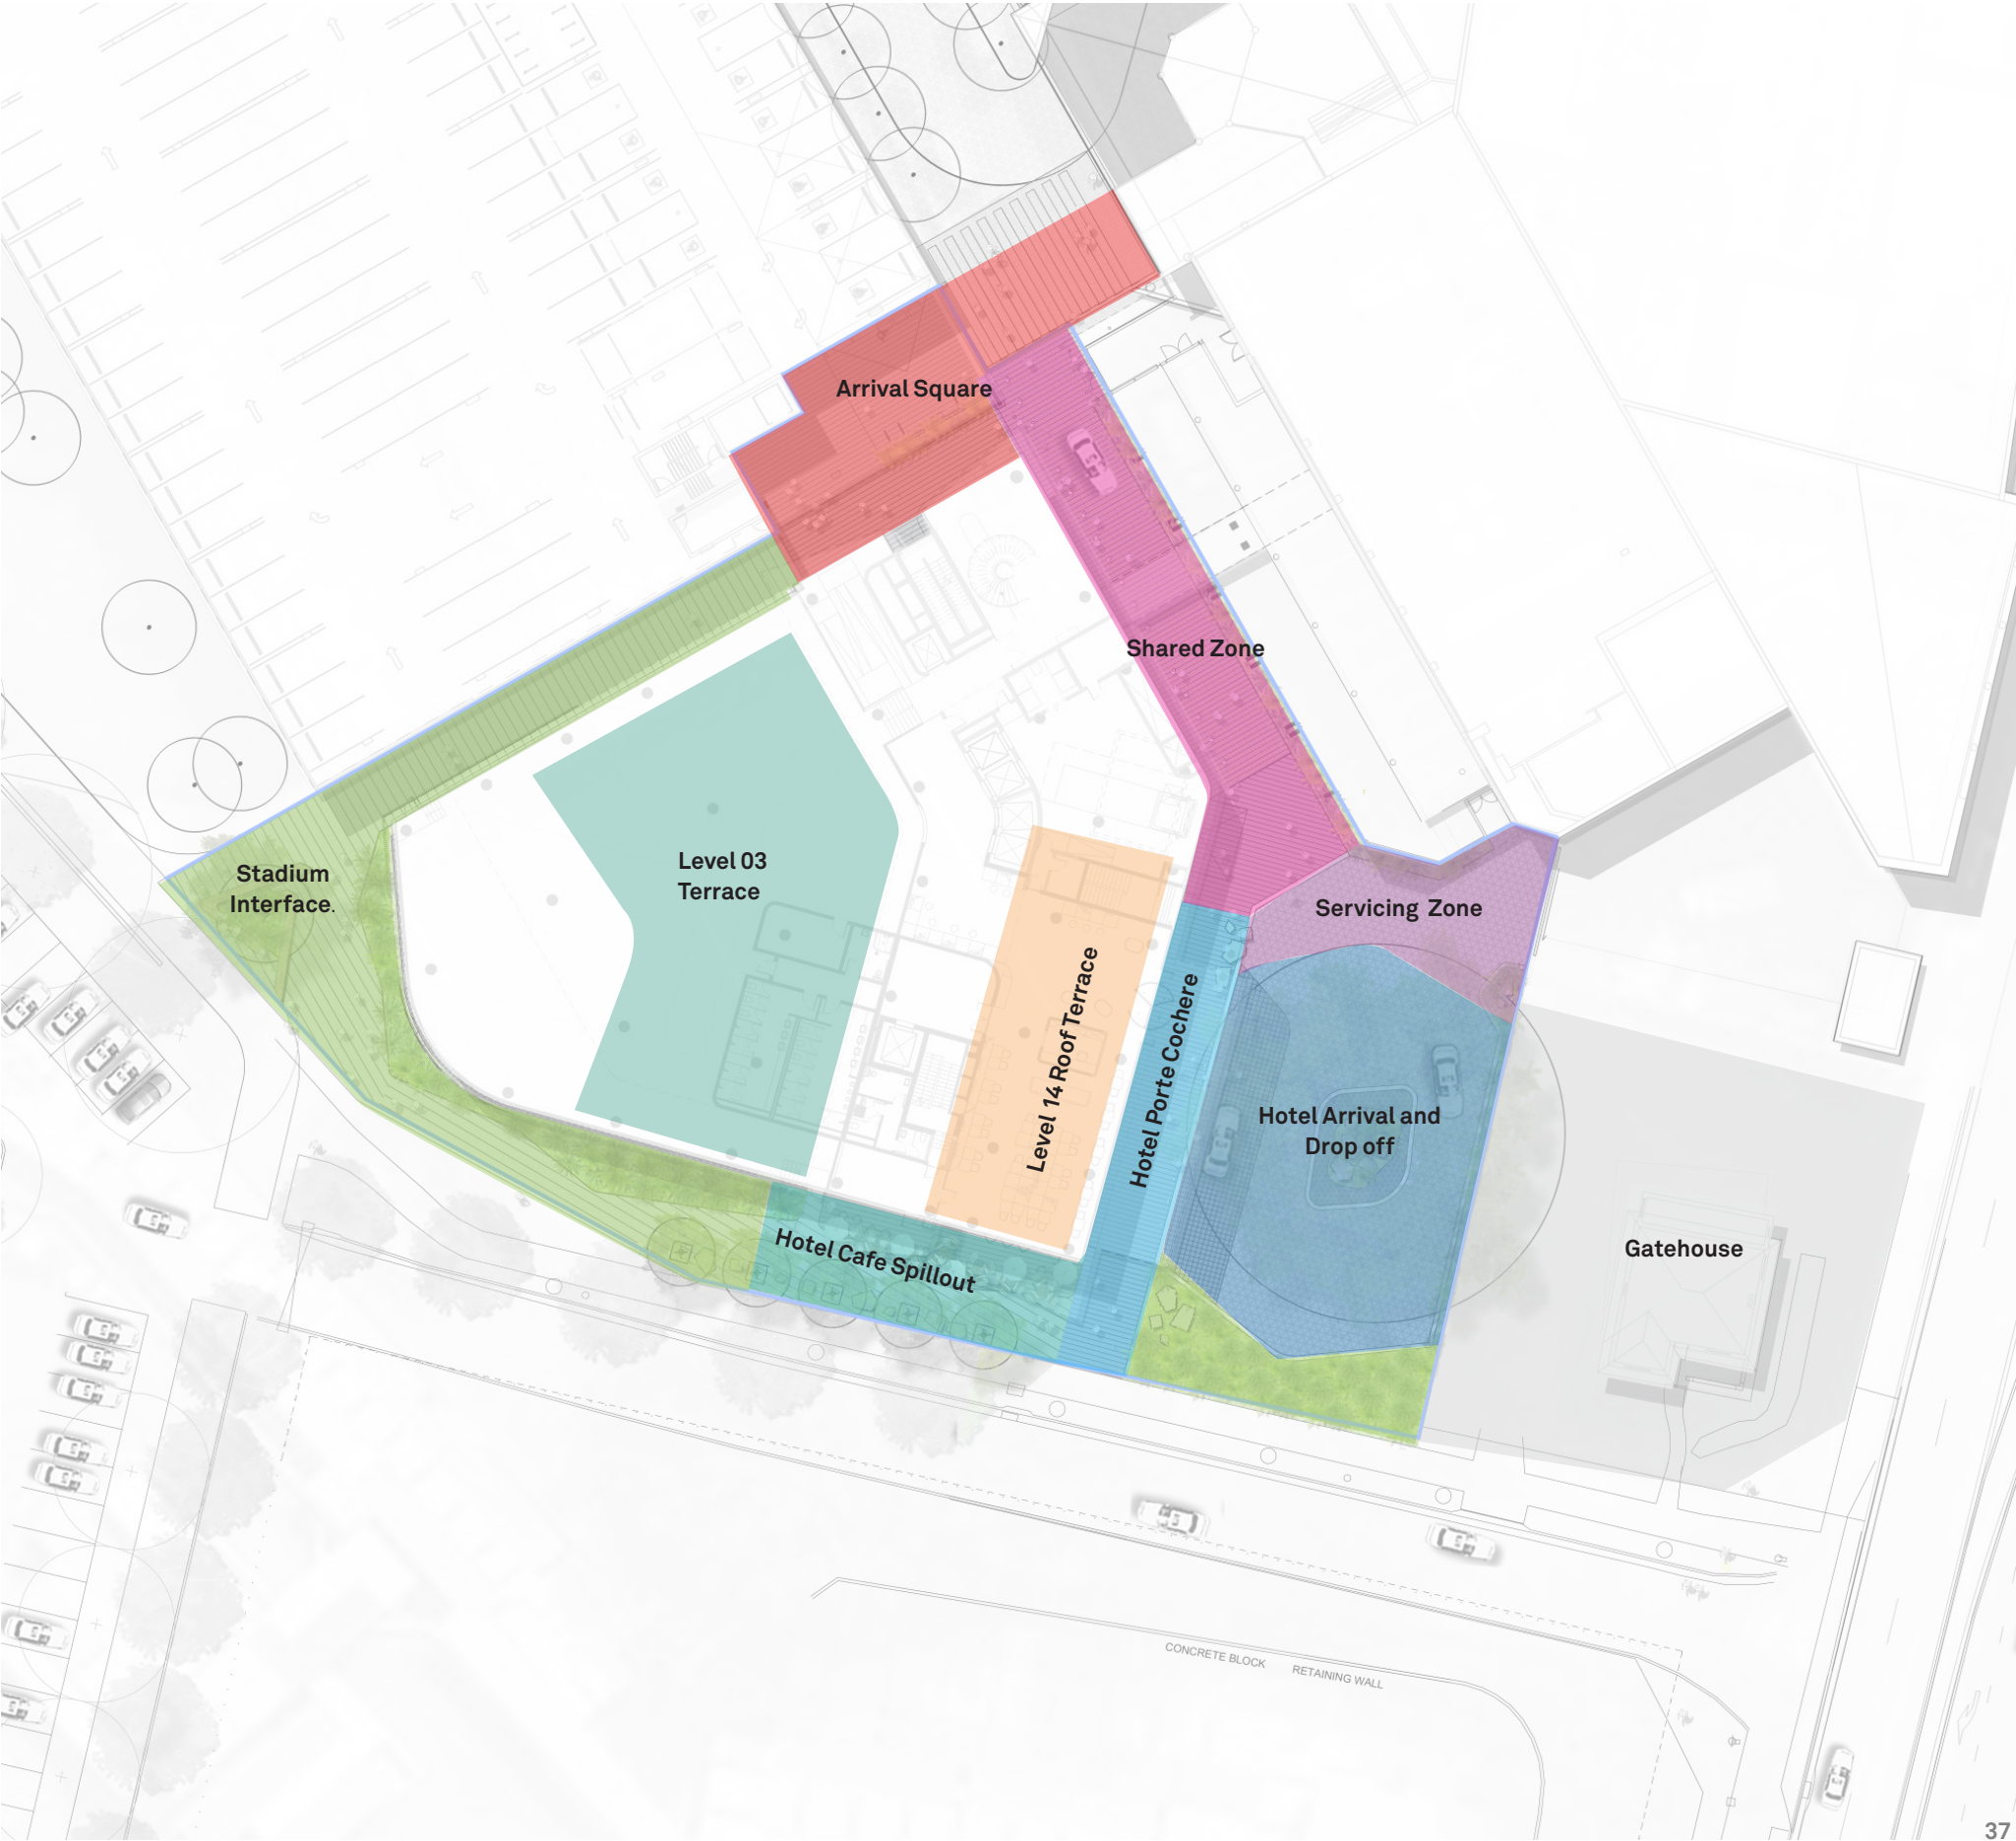 Arrival Square
Shared Zone
Level 03
Terrace
Stadium
Interface.
Servicing Zone
Level 14 Roof Terrace
Hotel Porte Cochere
Hotel Arrival and
Drop off
Hotel Cafe Spillout
Gatehouse
CONCRETE BLOCK RETAINING WALL
37